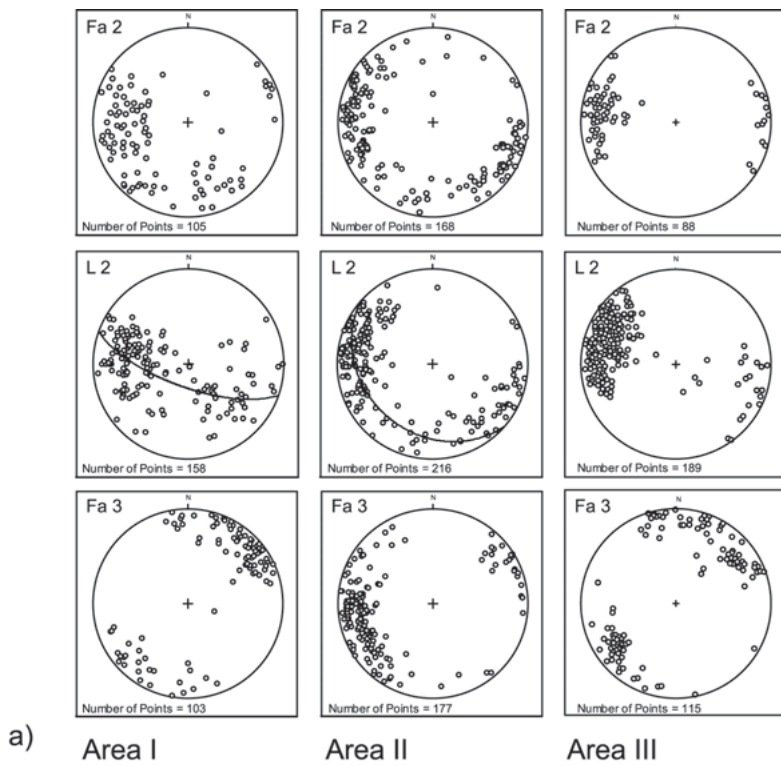 N
Fa 2
Number of Points = 105
N
Fa 2
Number of Points = 168
N
Fa 2
Number of Points = 88
N
L 2
Number of Points = 158
N
L 2
Number of Points = 216
N
L 2
Number of Points = 189
N
Fa 3
Number of Points = 103
N
Fa 3
Number of Points = 177
N
Fa 3
Number of Points = 115
a) Area I Area II Area III